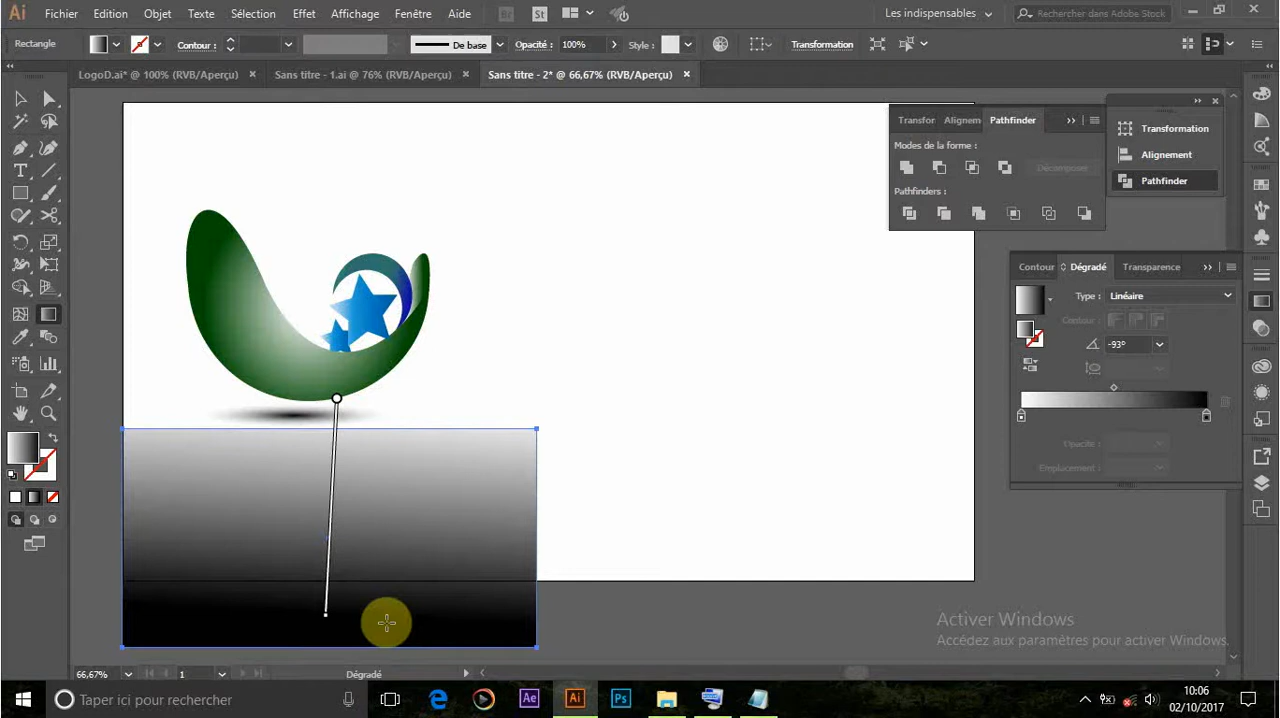 Ai Fichier Edition Objet Texte Sélection Effet Affichage Fenêtre Aide Br St Les indispensables Rechercher dans Adobe Stock
Rectangle Contour : De base Opacité : 100% Style : Transformation
LogoD.ai* @ 100% (RVB/Aperçu) Sans titre - 1.ai @ 76% (RVB/Aperçu) Sans titre - 2* @ 66,67% (RVB/Aperçu)
Transfor Alignem Pathfinder
Modes de la forme :
Décomposer
Pathfinders :
Transformation
Alignement
Pathfinder
Contour Dégradé Transparence
Type : Linéaire
Contour :
-93°
Opacité :
Emplacement :
Activer Windows
Accédez aux paramètres pour activer Windows.
66,67% 1 Dégradé
Taper ici pour rechercher
Ae Ai Ps
10:06
02/10/2017